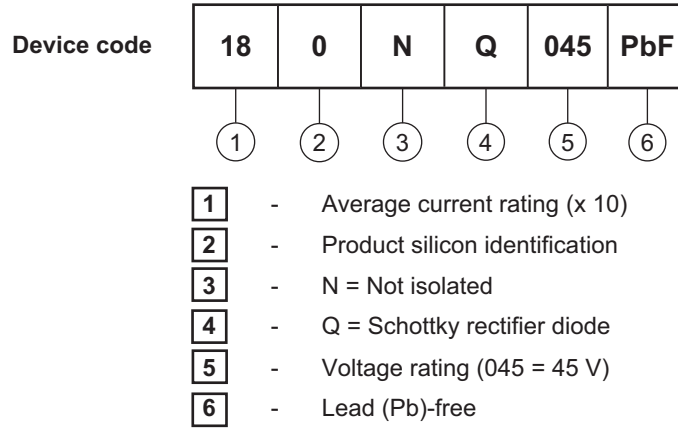 Device code 18 0 N Q 045 PbF
1 2 3 4 5 6
1 - Average current rating (x 10)
2 - Product silicon identification
3 - N = Not isolated
4 - Q = Schottky rectifier diode
5 - Voltage rating (045 = 45 V)
6 - Lead (Pb)-free